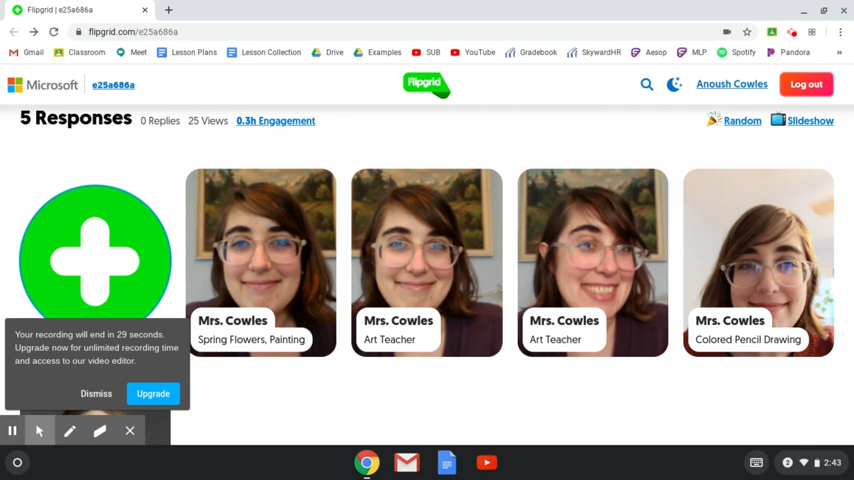 Flipgrid | e25a686a
flipgrid.com/e25a686a
Gmail Classroom Meet Lesson Plans Lesson Collection Drive Examples SUB YouTube Gradebook SkywardHR Aesop MLP Spotify Pandora »
Microsoft e25a686a Flipgrid Anoush Cowles Log out
5 Responses 0 Replies 25 Views 0.3h Engagement Random Slideshow
Mrs. Cowles
Spring Flowers, Painting
Mrs. Cowles
Art Teacher
Mrs. Cowles
Art Teacher
Mrs. Cowles
Colored Pencil Drawing
Your recording will end in 29 seconds.
Upgrade now for unlimited recording time
and access to our video editor.
Dismiss Upgrade
2 2:43